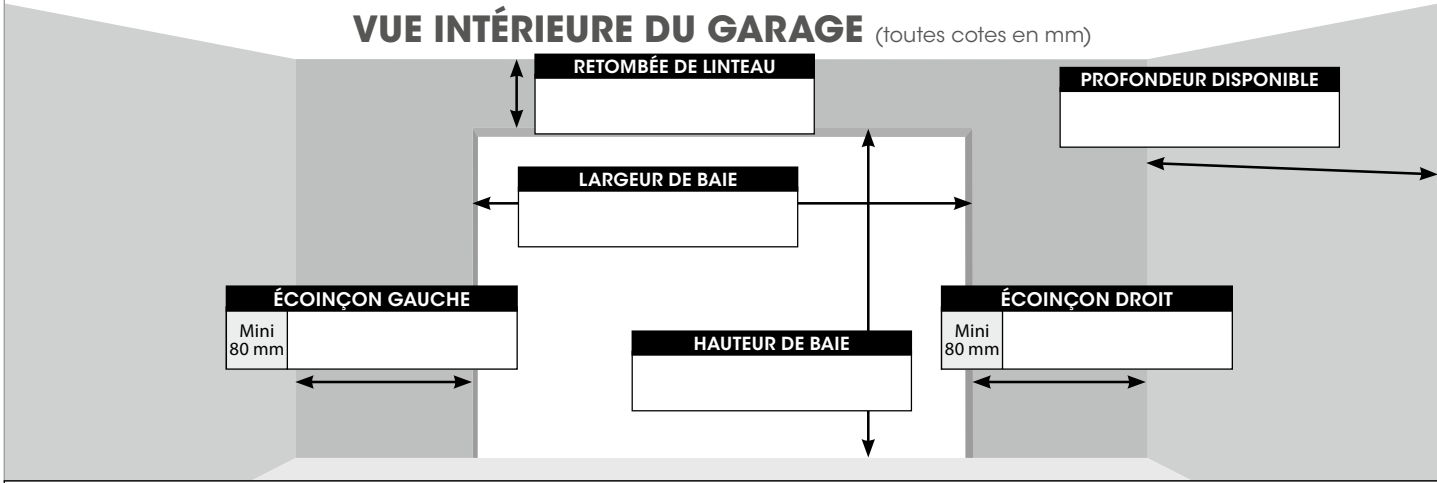 VUE INTÉRIEURE DU GARAGE (toutes cotes en mm)
RETOMBÉE DE LINTEAU
PROFONDEUR DISPONIBLE
LARGEUR DE BAIE
ÉCOINÇON GAUCHE
Mini
80 mm
ÉCOINÇON DROIT
Mini
80 mm
HAUTEUR DE BAIE